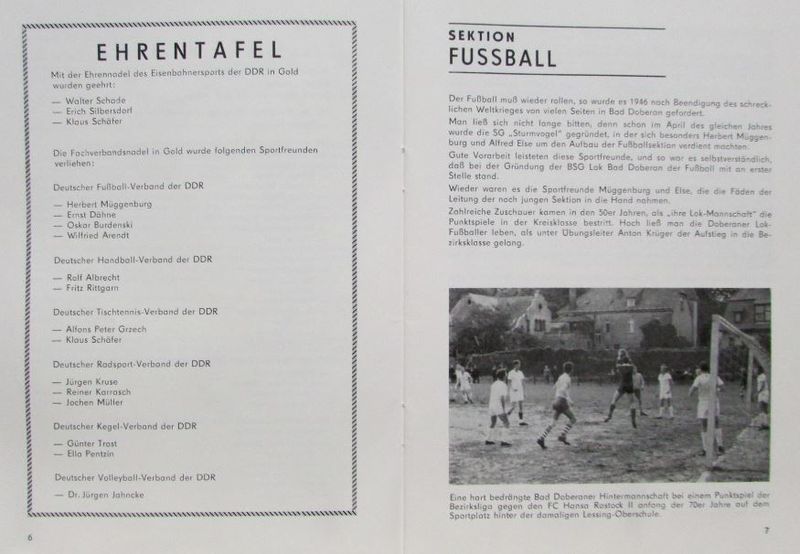 EHRENTAFEL
Mit der Ehrennadel des Eisenbahnersports der DDR in Gold
wurden geehrt:
— Walter Schade
— Erich Silbersdorf
— Klaus Schäfer
Die Fachverbandsnadel in Gold wurde folgenden Sportfreunden
verliehen:
Deutscher Fußball-Verband der DDR
— Herbert Müggenburg
— Ernst Dähne
— Oskar Burdenski
— Wilfried Arendt
Deutscher Handball-Verband der DDR
— Rolf Albrecht
— Fritz Rittgarn
Deutscher Tischtennis-Verband der DDR
— Alfons Peter Grzech
— Klaus Schäfer
Deutscher Radsport-Verband der DDR
— Jürgen Kruse
— Reiner Karrasch
— Jochen Müller
Deutscher Kegel-Verband der DDR
— Günter Trost
— Ella Pentzin
Deutscher Volleyball-Verband der DDR
— Dr. Jürgen Jahncke
6
SEKTION
FUSSBALL
Der Fußball muß wieder rollen, so wurde es 1946 nach Beendigung des schreck-
lichen Weltkrieges von vielen Seiten in Bad Doberan gefordert.
Man ließ sich nicht lange bitten, denn schon im April des gleichen Jahres
wurde die SG „Sturmvogel" gegründet, in der sich besonders Herbert Müggen-
burg und Alfred Else um den Aufbau der Fußballsektion verdient machten.
Gute Vorarbeit leisteten diese Sportfreunde, und so war es selbstverständlich,
daß bei der Gründung der BSG Lok Bad Doberan der Fußball mit an erster
Stelle stand.
Wieder waren es die Sportfreunde Müggenburg und Else, die die Fäden der
Leitung der noch jungen Sektion in die Hand nahmen.
Zahlreiche Zuschauer kamen in den 50er Jahren, als „ihre Lok-Mannschaft" die
Punktspiele in der Kreisklasse bestritt. Hoch ließ man die Doberaner Lok-
Fußballer leben, als unter Übungsleiter Anton Krüger der Aufstieg in die Be-
zirksklasse gelang.
Eine hart bedrängte Bad Doberaner Hintermannschaft bei einem Punktspiel der
Bezirksliga gegen den FC Hansa Rostock II anfang der 70er Jahre auf dem
Sportplatz hinter der damaligen Lessing-Oberschule.
7